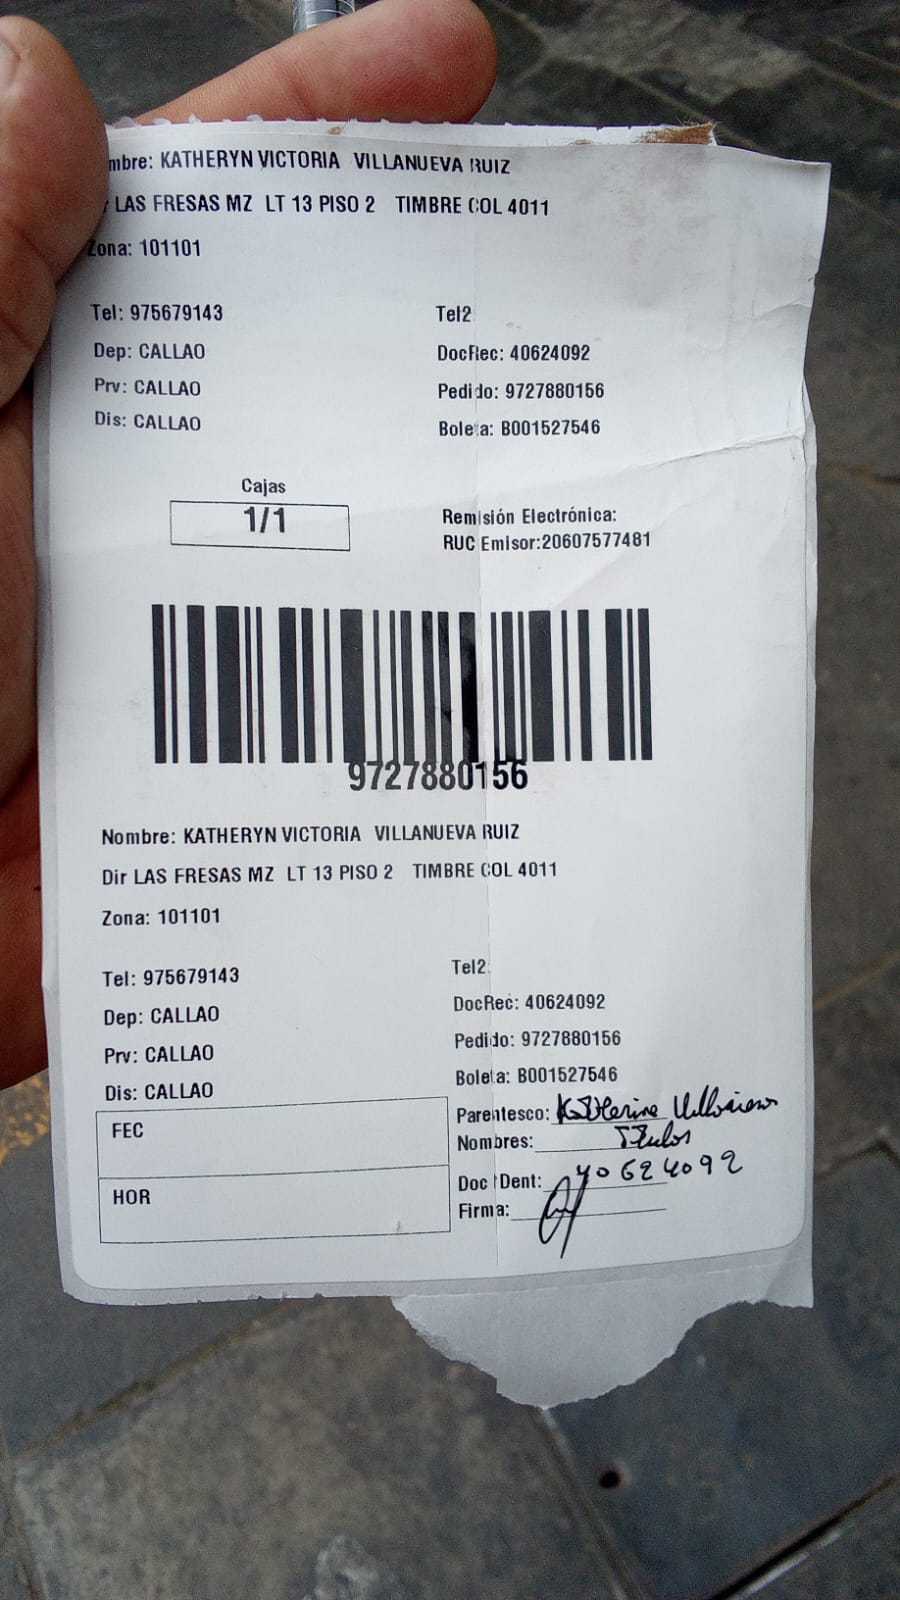 mbre: KATHERYN VICTORIA VILLANUEVA RUIZ
LAS FRESAS MZ LT 13 PISO 2 TIMBRE COL 4011
Zona: 101101
Tel: 975679143 Tel2
Dep: CALLAO DocRec: 40624092
Prv: CALLAO Pedido: 9727880156
Dis: CALLAO Boleta: B001527546
Cajas
1/1
Remisión Electrónica:
RUC Emisor:20607577481
9727880156
Nombre: KATHERYN VICTORIA VILLANUEVA RUIZ
Dir LAS FRESAS MZ LT 13 PISO 2 TIMBRE COL 4011
Zona: 101101
Tel: 975679143 Tel2:
Dep: CALLAO DocRec: 40624092
Prv: CALLAO Pedido: 9727880156
Dis: CALLAO Boleta: B001527546
FEC
HOR
Parentesco: Katherine
Nombres:
Doc Dent: 40624092
Firma: